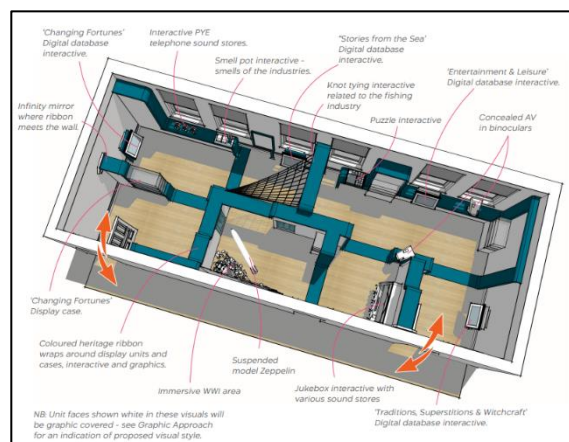 'Changing Fortunes'
Digital database
interactive.
Interactive PYE
telephone sound stores.
Smell pot interactive -
smells of the industries.
"Stories from the Sea'
Digital database
interactive.
Knot tying interactive
related to the fishing
industry
'Entertainment & Leisure'
Digital database interactive.
Puzzle Interactive
Concealed AV
in binoculars
Infinity mirror
where ribbon
meets the wall.
'Changing Fortunes'
Display case.
Coloured heritage ribbon
wraps around display units and
cases, interactive and graphics.
Immersive WWI area
Suspended
model Zeppelin
Jukebox interactive with
various sound stores
'Traditions, Superstitions & Witchcraft'
Digital database interactive.
NB: Unit faces shown white in these visuals will
be graphic covered - see Graphic Approach
for an indication of proposed visual style.